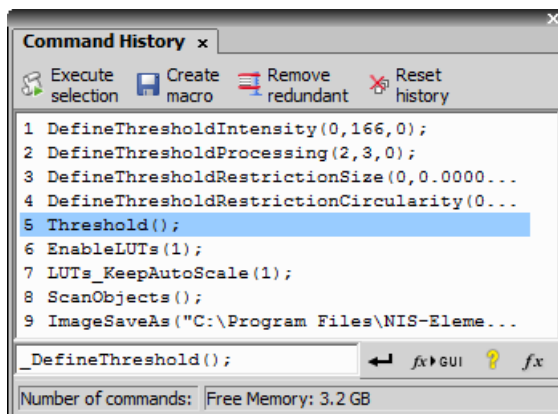 Command History x
Execute selection Create macro Remove redundant Reset history
1 DefineThresholdIntensity(0,166,0);
2 DefineThresholdProcessing(2,3,0);
3 DefineThresholdRestrictionSize(0,0.0000...
4 DefineThresholdRestrictionCircularity(0...
5 Threshold();
6 EnableLUTs(1);
7 LUTs_KeepAutoScale(1);
8 ScanObjects();
9 ImageSaveAs("C:\Program Files\NIS-Eleme...
_DefineThreshold(); fx GUI ? fx
Number of commands: Free Memory: 3.2 GB